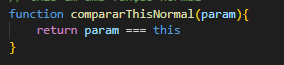 function compararThisNormal(param){
    return param === this
}